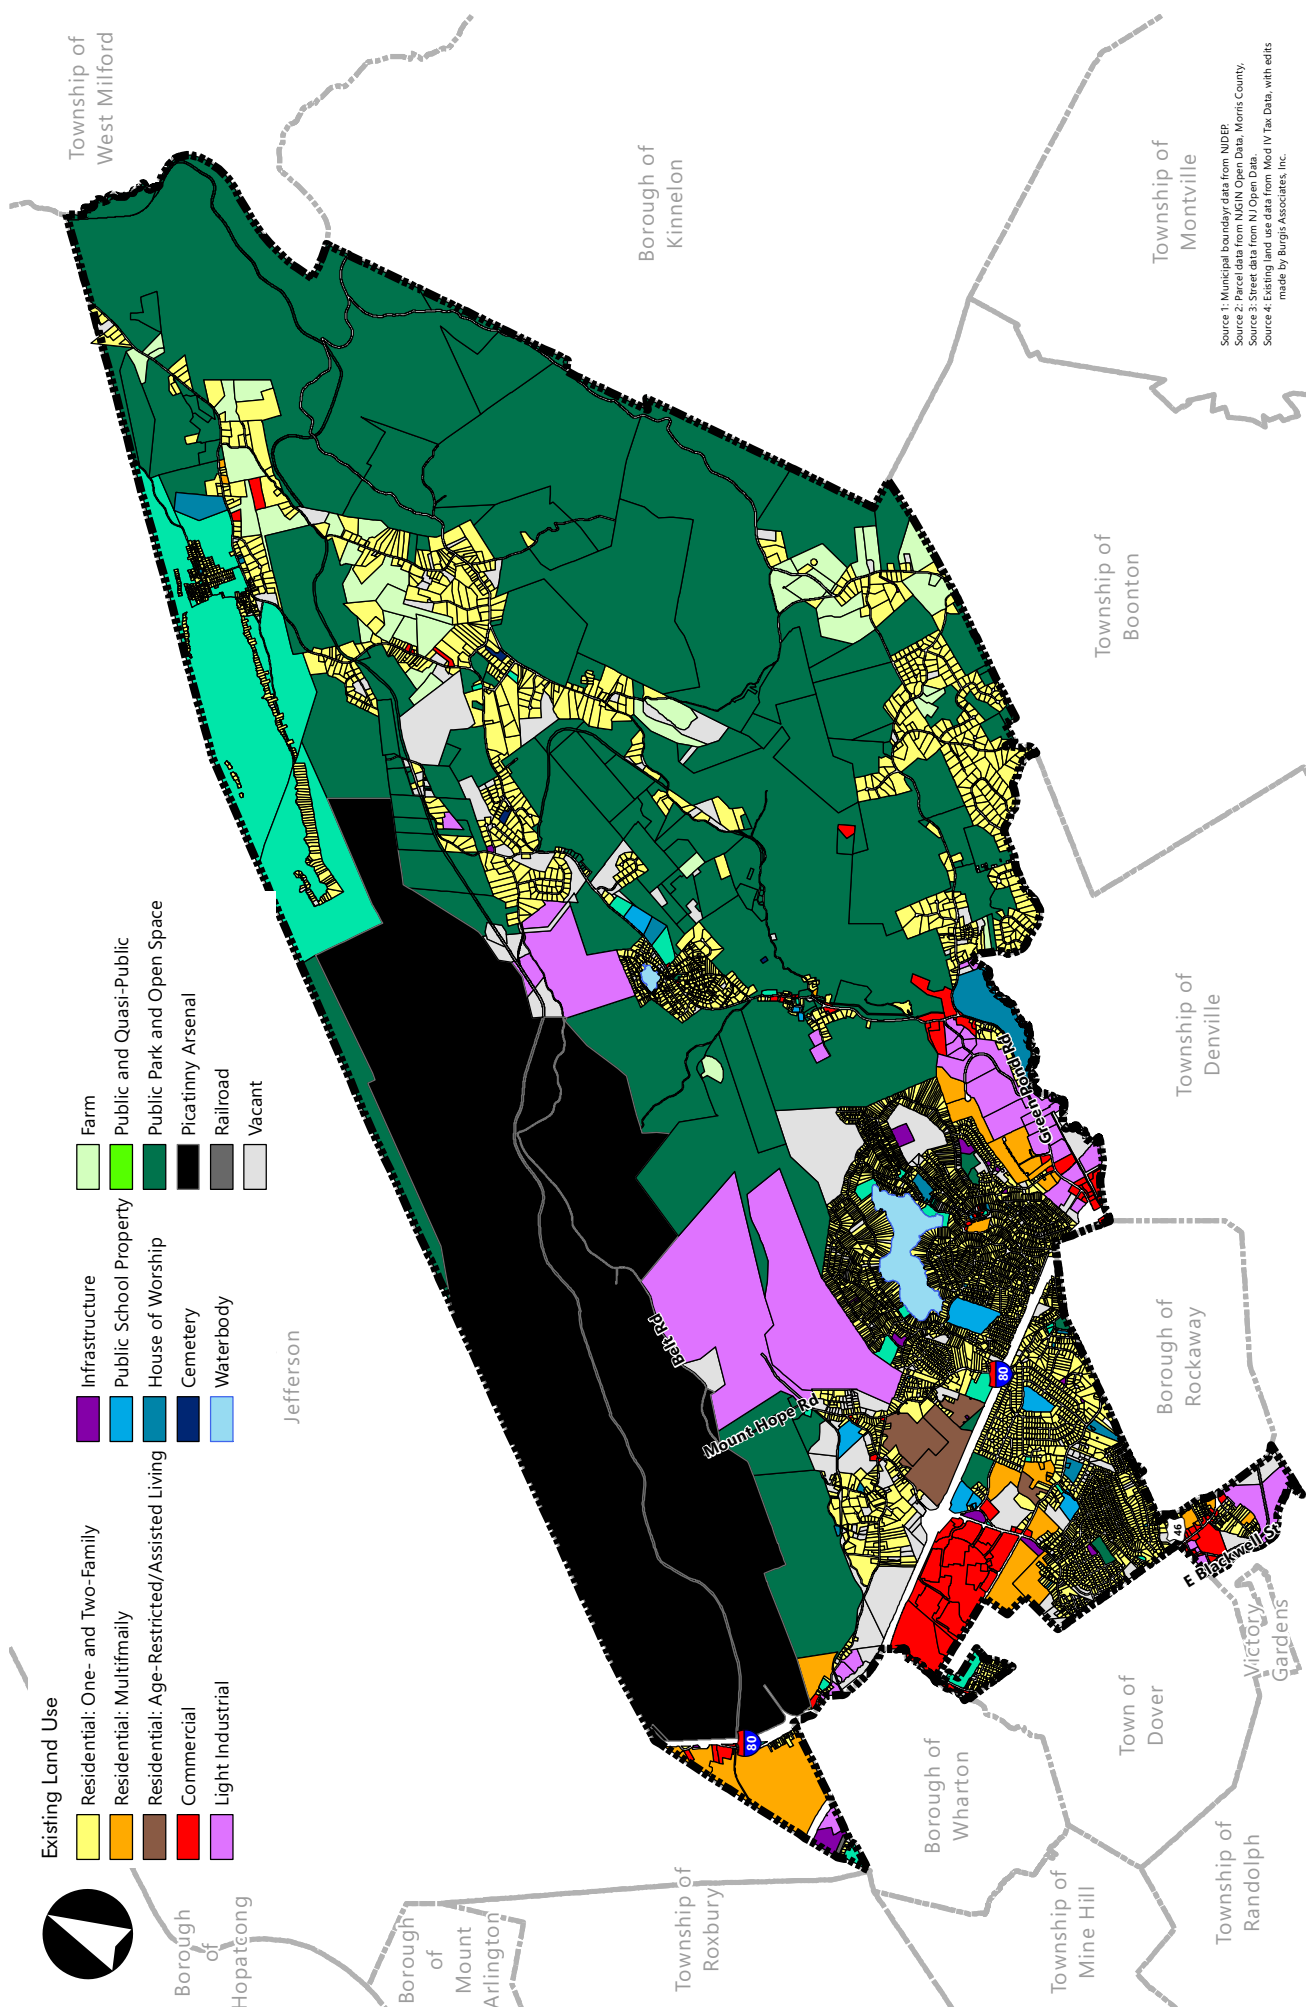 Existing Land Use
Residential: One- and Two-Family
Residential: Multifmaily
Residential: Age-Restricted/Assisted Living
Commercial
Light Industrial
Infrastructure
Public School Property
House of Worship
Cemetery
Waterbody
Farm
Public and Quasi-Public
Public Park and Open Space
Picatinny Arsenal
Railroad
Vacant
Township of
West Milford
Borough of
Kinnelon
Township of
Montville
Township of
Boonton
Township of
Denville
Borough of
Rockaway
Jefferson
Borough
of
Hopatcong
Borough
of
Mount
Arlington
Township of
Roxbury
Borough of
Wharton
Township of
Mine Hill
Township of
Randolph
Town of
Dover
Victory
Gardens
Belt Rd
Mount Hope Rd
Green Pond Rd
E Blackwell St
80
80
46
Source 1: Municipal boundayr data from NJDEP.
Source 2: Parcel data from NJGIN Open Data, Morris County,
Source 3: Street data from NJ Open Data.
Source 4: Existing land use data from Mod IV Tax Data, with edits
made by Burgis Associates, Inc.